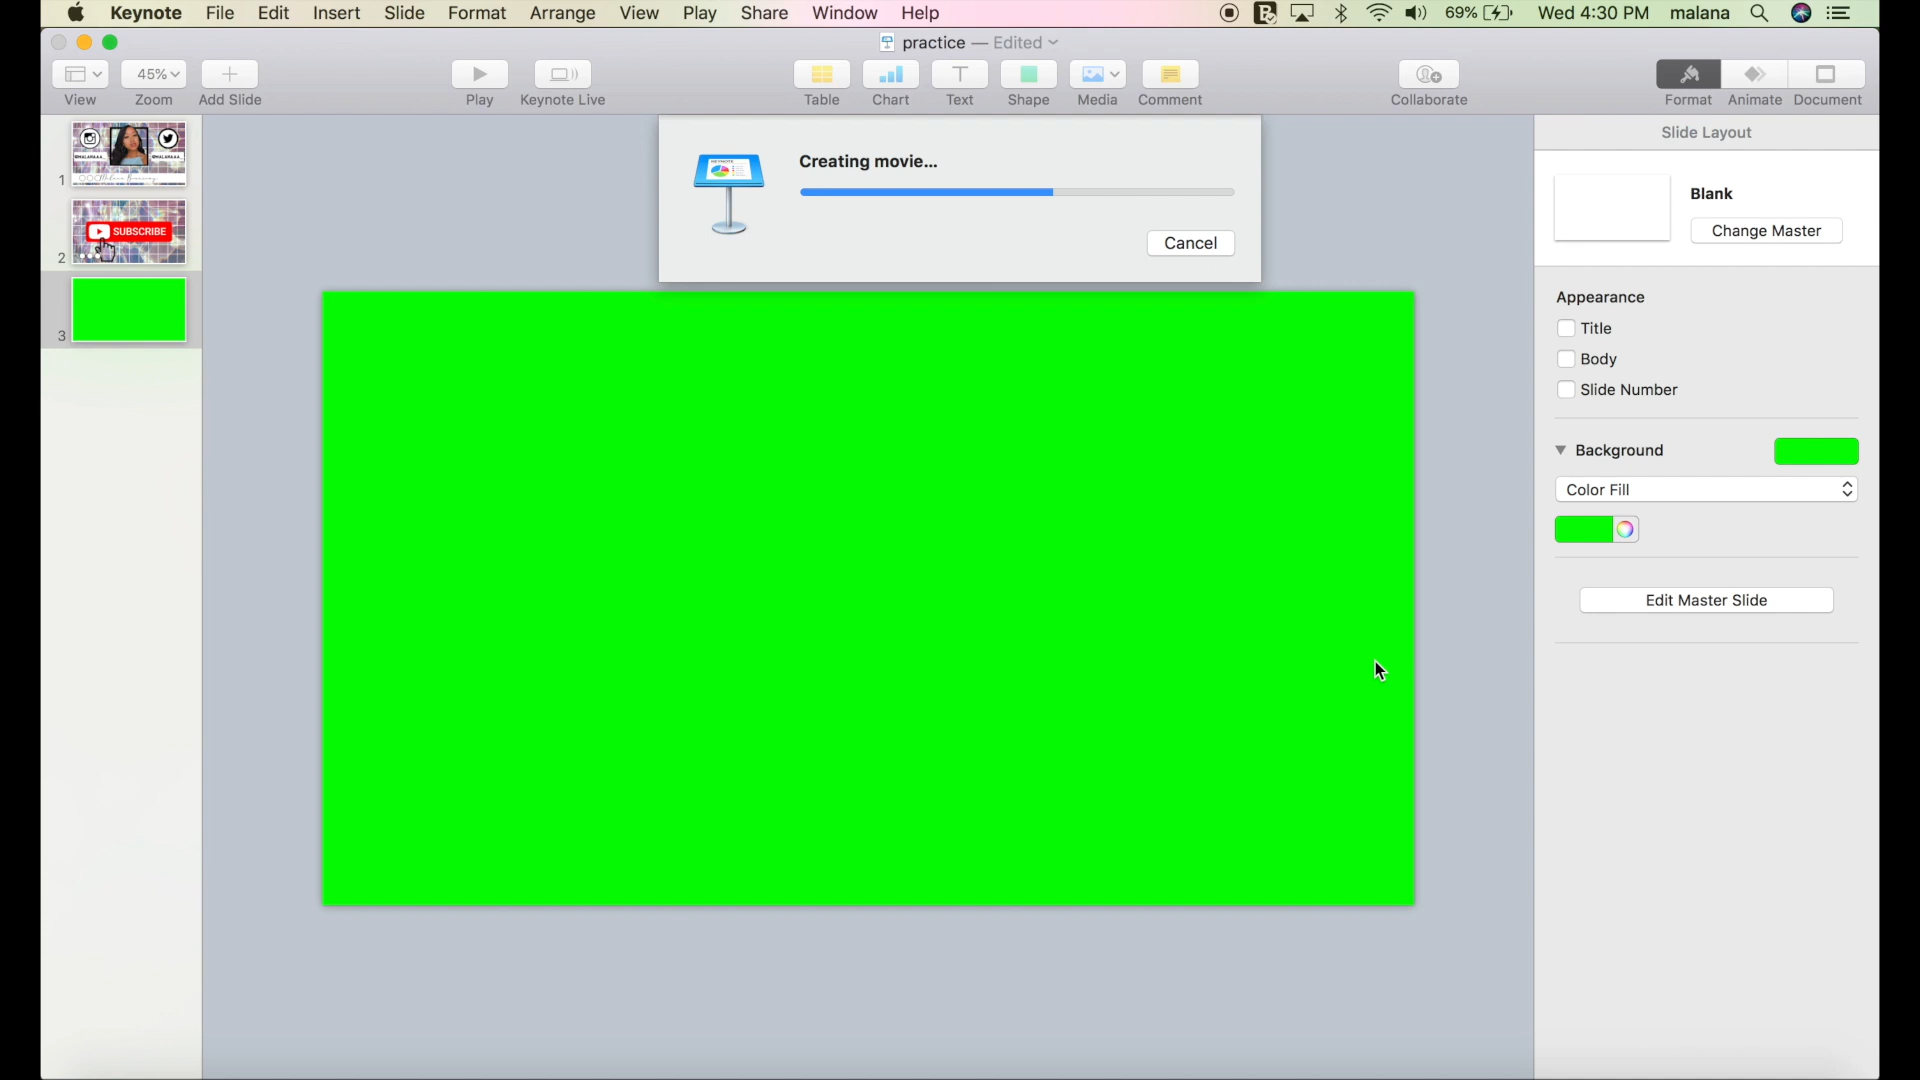 Keynote File Edit Insert Slide Format Arrange View Play Share Window Help 69% Wed 4:30 PM malana
practice — Edited
45%
View Zoom Add Slide Play Keynote Live Table Chart Text Shape Media Comment Collaborate Format Animate Document
Slide Layout
1
SUBSCRIBE
2
3
Creating movie...
Cancel
Blank
Change Master
Appearance
Title
Body
Slide Number
Background
Color Fill
Edit Master Slide